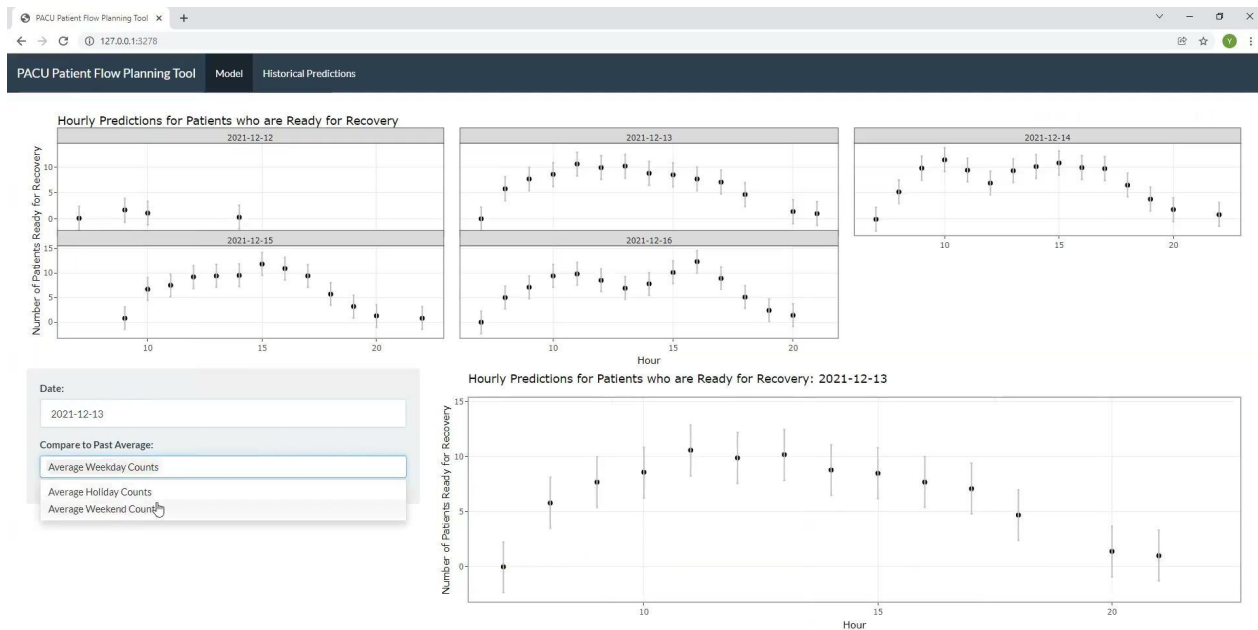 PACU Patient Flow Planning Tool
127.0.0.1:3278
Y
PACU Patient Flow Planning Tool Model Historical Predictions
Hourly Predictions for Patients who are Ready for Recovery
2021-12-12 2021-12-13 2021-12-14
10
5
0
10 15 20
2021-12-15 2021-12-16
15
10
5
0
Number of Patients Ready for Recovery
10 15 20 10 15 20
Hour
Date:
2021-12-13
Compare to Past Average:
Average Weekday Counts
Average Holiday Counts
Average Weekend Counts
Hourly Predictions for Patients who are Ready for Recovery: 2021-12-13
15
10
5
0
Number of Patients Ready for Recovery
10 15 20
Hour